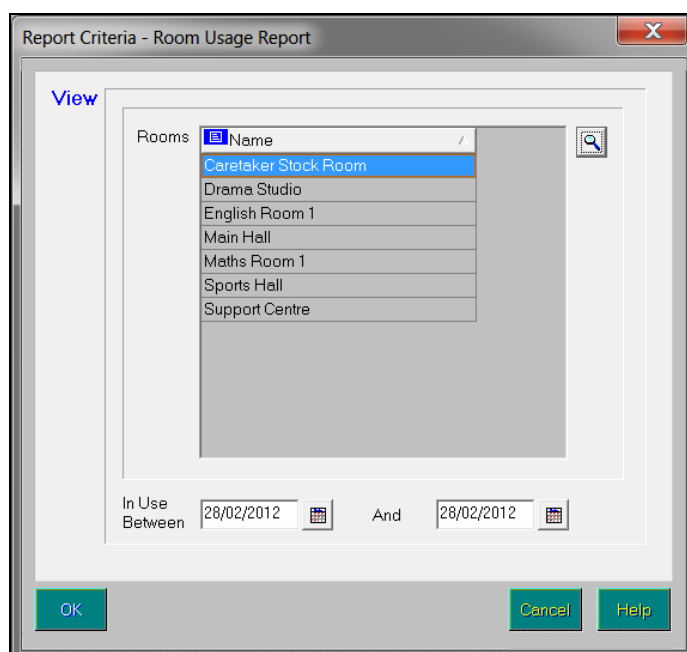 Report Criteria - Room Usage Report
X
View
Rooms
Name
Caretaker Stock Room
Drama Studio
English Room 1
Main Hall
Maths Room 1
Sports Hall
Support Centre
In Use
Between 28/02/2012 And 28/02/2012
OK Cancel Help